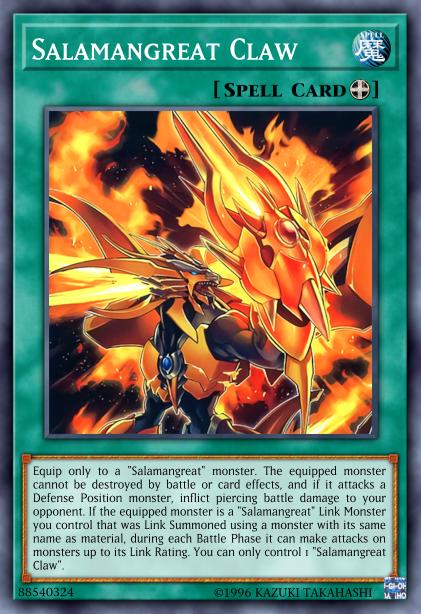 Salamangreat Claw
SPELL
魔
[Spell Card]
Equip only to a "Salamangreat" monster. The equipped monster
cannot be destroyed by battle or card effects, and if it attacks a
Defense Position monster, inflict piercing battle damage to your
opponent. If the equipped monster is a "Salamangreat" Link Monster
you control that was Link Summoned using a monster with its same
name as material, during each Battle Phase it can make attacks on
monsters up to its Link Rating. You can only control 1 "Salamangreat
Claw".
88540324
©1996 KAZUKI TAKAHASHI